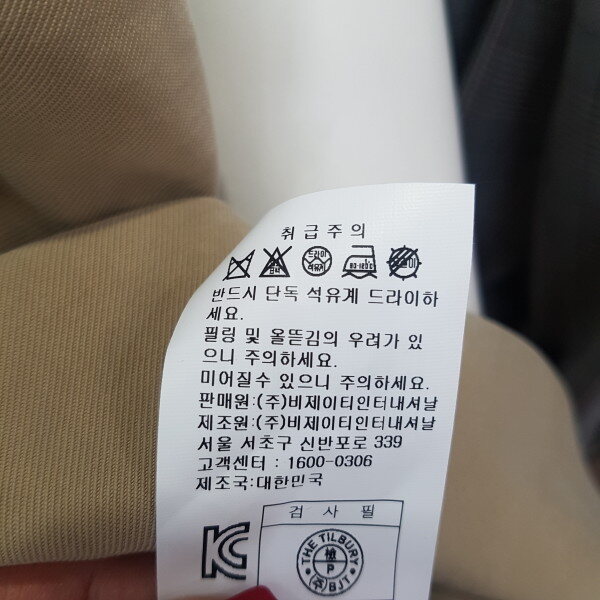 취급주의
드라이
석유계
80-120℃
반드시 단독 석유계 드라이하
세요.
필링 및 올뜯김의 우려가 있
으니 주의하세요.
미어질수 있으니 주의하세요.
판매원:(주)비제이티인터내셔날
제조원:(주)비제이티인터내셔날
서울 서초구 신반포로 339
고객센터 : 1600-0306
제조국:대한민국
검 사 필
THE TILBURY
檢
P
(주)BJT